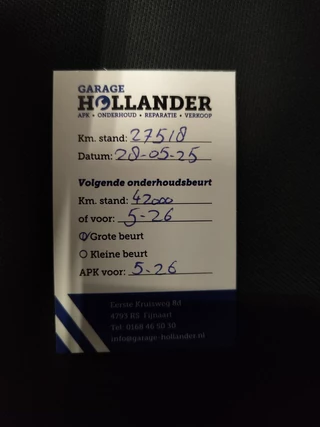 GARAGE
HOLLANDER
APK • ONDERHOUD • REPARATIE • VERKOOP
Km. stand: 27518
Datum: 28-05-25
Volgende onderhoudsbeurt
Km. stand: 42000
of voor: 5-26
Grote beurt
Kleine beurt
APK voor: 5-26
Eerste Kruisweg 8d
4793 RS Fijnaart
Tel: 0168 46 50 30
info@garage-hollander.nl